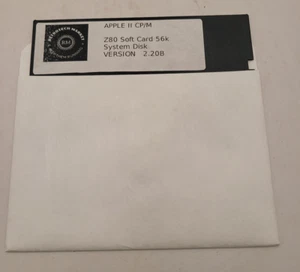 APPLE II CP/M
Z80 Soft Card 56k
System Disk
VERSION 2.20B